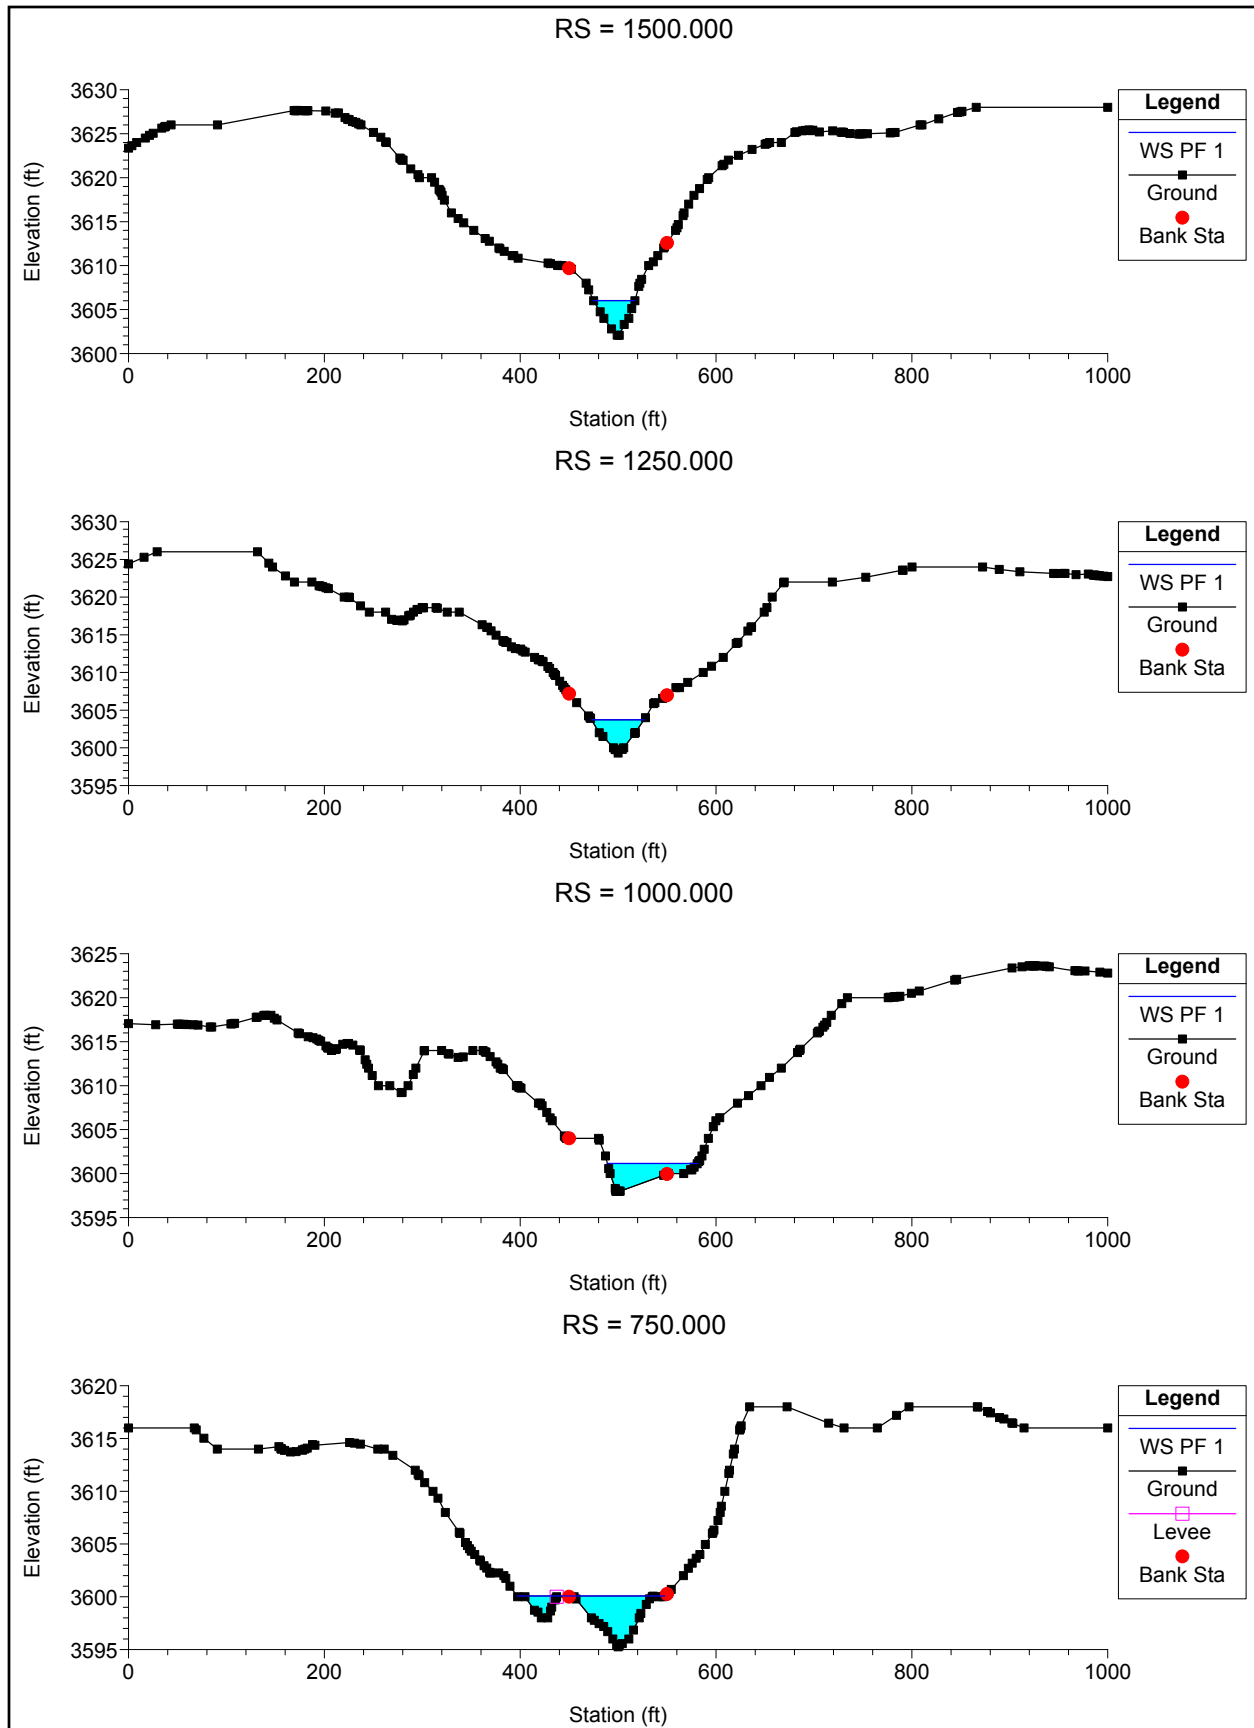 RS = 1500.000
3630
3625
3620
3615
3610
3605
3600
Elevation (ft)
0 200 400 600 800 1000
Station (ft)
Legend
WS PF 1
Ground
Bank Sta
RS = 1250.000
3630
3625
3620
3615
3610
3605
3600
3595
Elevation (ft)
0 200 400 600 800 1000
Station (ft)
Legend
WS PF 1
Ground
Bank Sta
RS = 1000.000
3625
3620
3615
3610
3605
3600
3595
Elevation (ft)
0 200 400 600 800 1000
Station (ft)
Legend
WS PF 1
Ground
Bank Sta
RS = 750.000
3620
3615
3610
3605
3600
3595
Elevation (ft)
0 200 400 600 800 1000
Station (ft)
Legend
WS PF 1
Ground
Levee
Bank Sta